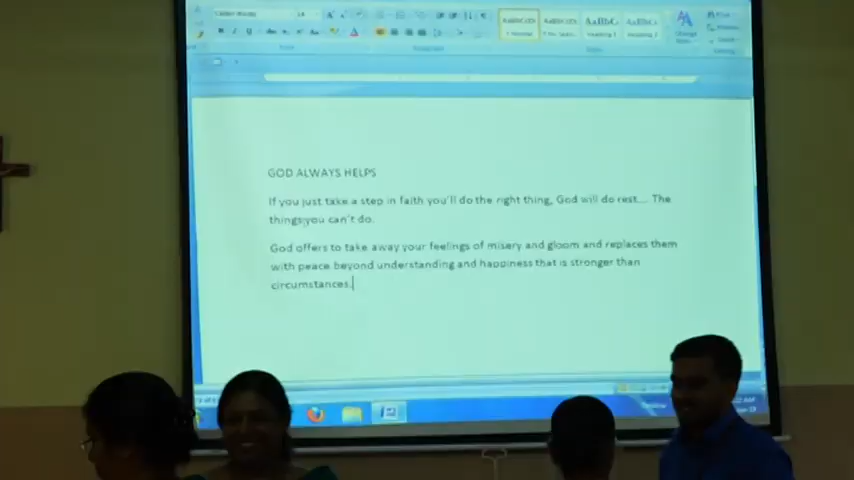 GOD ALWAYS HELPS
If you just take a step in faith you'll do the right thing, God will do rest.... The
things you can't do.
God offers to take away your feelings of misery and gloom and replaces them
with peace beyond understanding and happiness that is stronger than
circumstances.